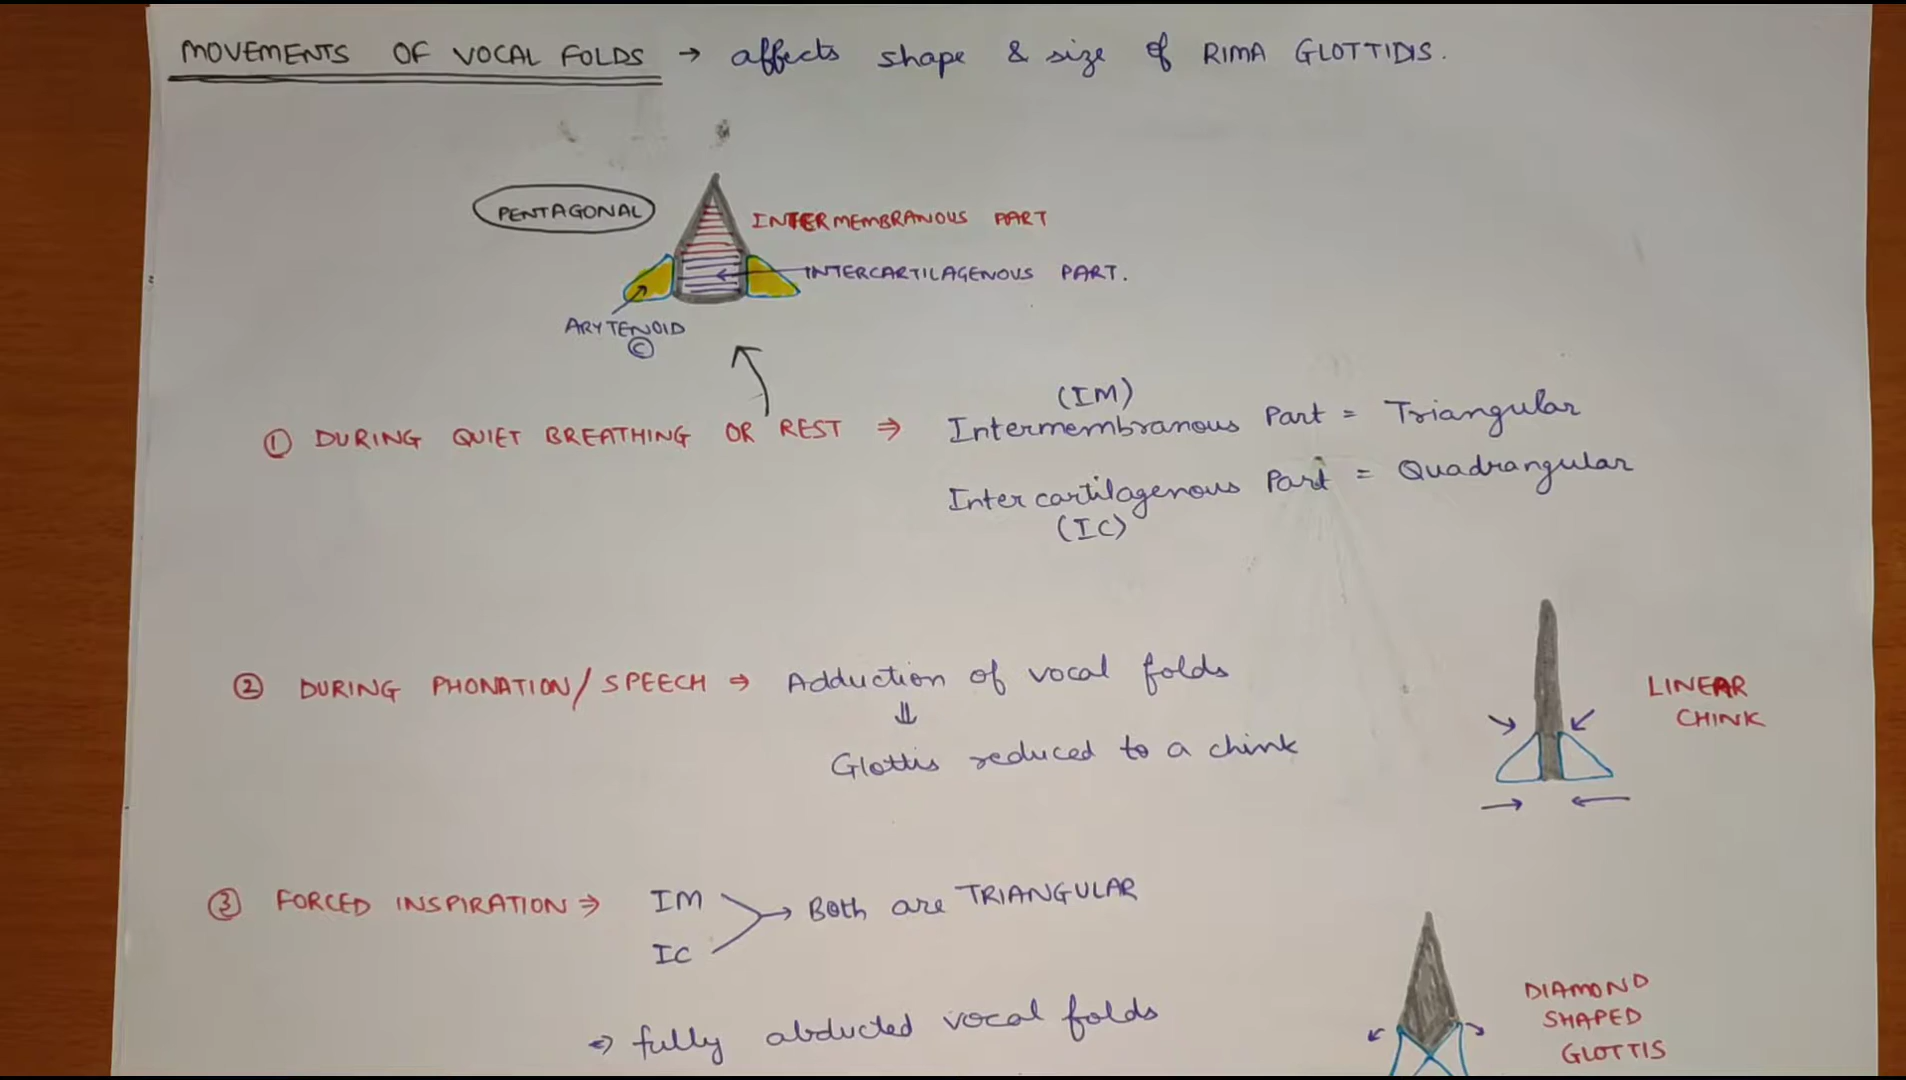 MOVEMENTS OF VOCAL FOLDS → affects shape & size of RIMA GLOTTIDIS.
PENTAGONAL
INTERMEMBRANOUS PART
INTERCARTILAGENOUS PART.
ARYTENOID
C
(IM)
① DURING QUIET BREATHING OR REST ⇒ Intermembranous Part = Triangular
Inter cartilagenous Part = Quadrangular
(IC)
② DURING PHONATION/SPEECH ⇒ Adduction of vocal folds
⇓
Glottis reduced to a chink
LINEAR
CHINK
③ FORCED INSPIRATION ⇒ IM
IC
→ Both are TRIANGULAR
⇒ fully abducted vocal folds
DIAMOND
SHAPED
GLOTTIS